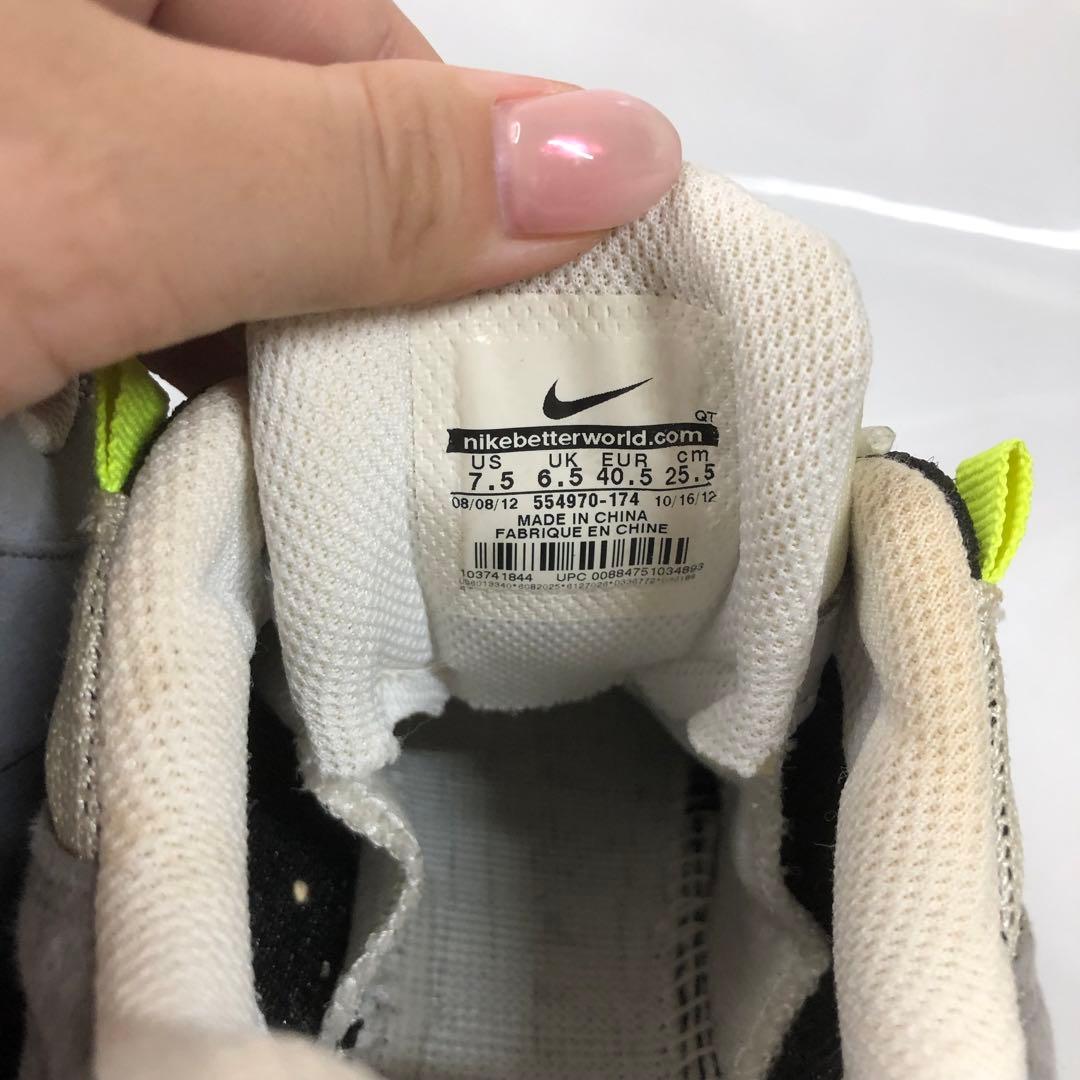 QT
nikebetterworld.com
US UK EUR cm
7.5 6.5 40.5 25.5
08/08/12 554970-174 10/16/12
MADE IN CHINA
FABRIQUE EN CHINE
103741844 UPC 00884751034893